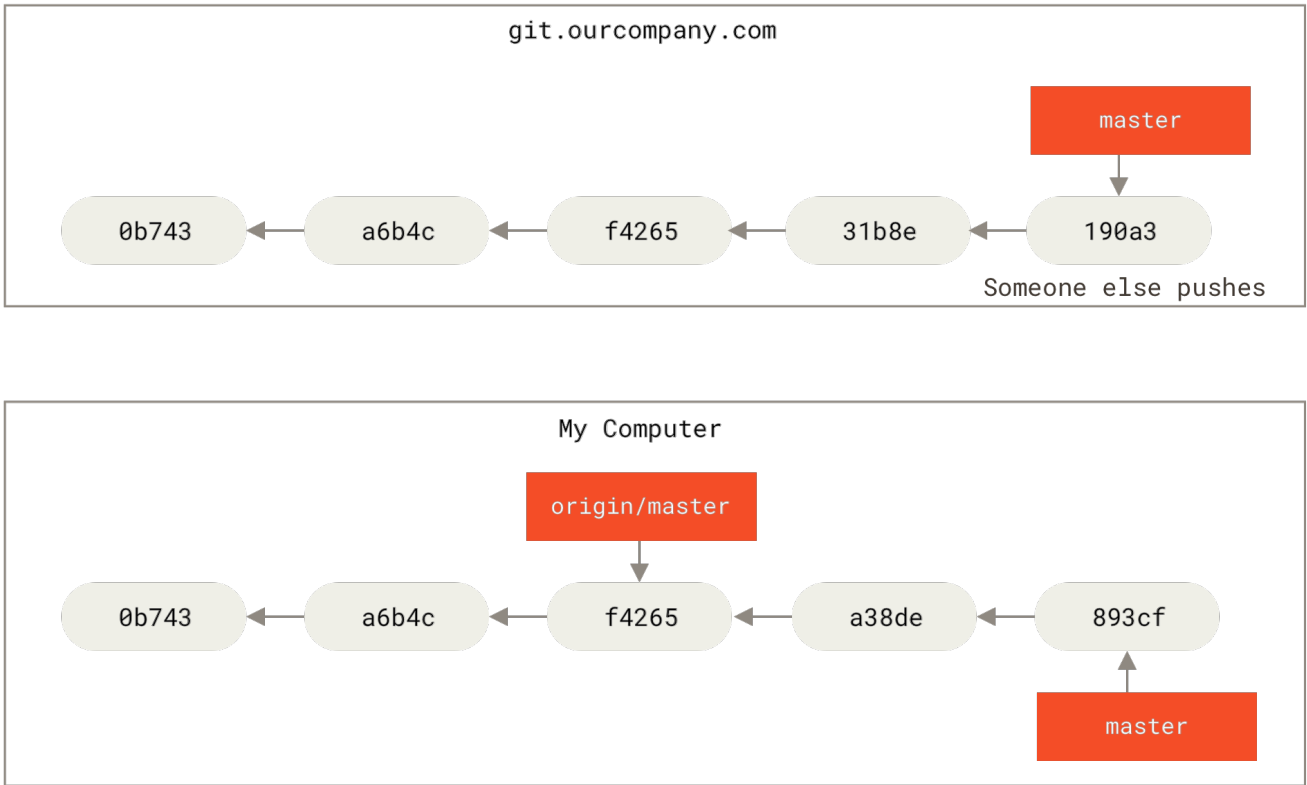 git.ourcompany.com
master
0b743 a6b4c f4265 31b8e 190a3
Someone else pushes
My Computer
origin/master
0b743 a6b4c f4265 a38de 893cf
master